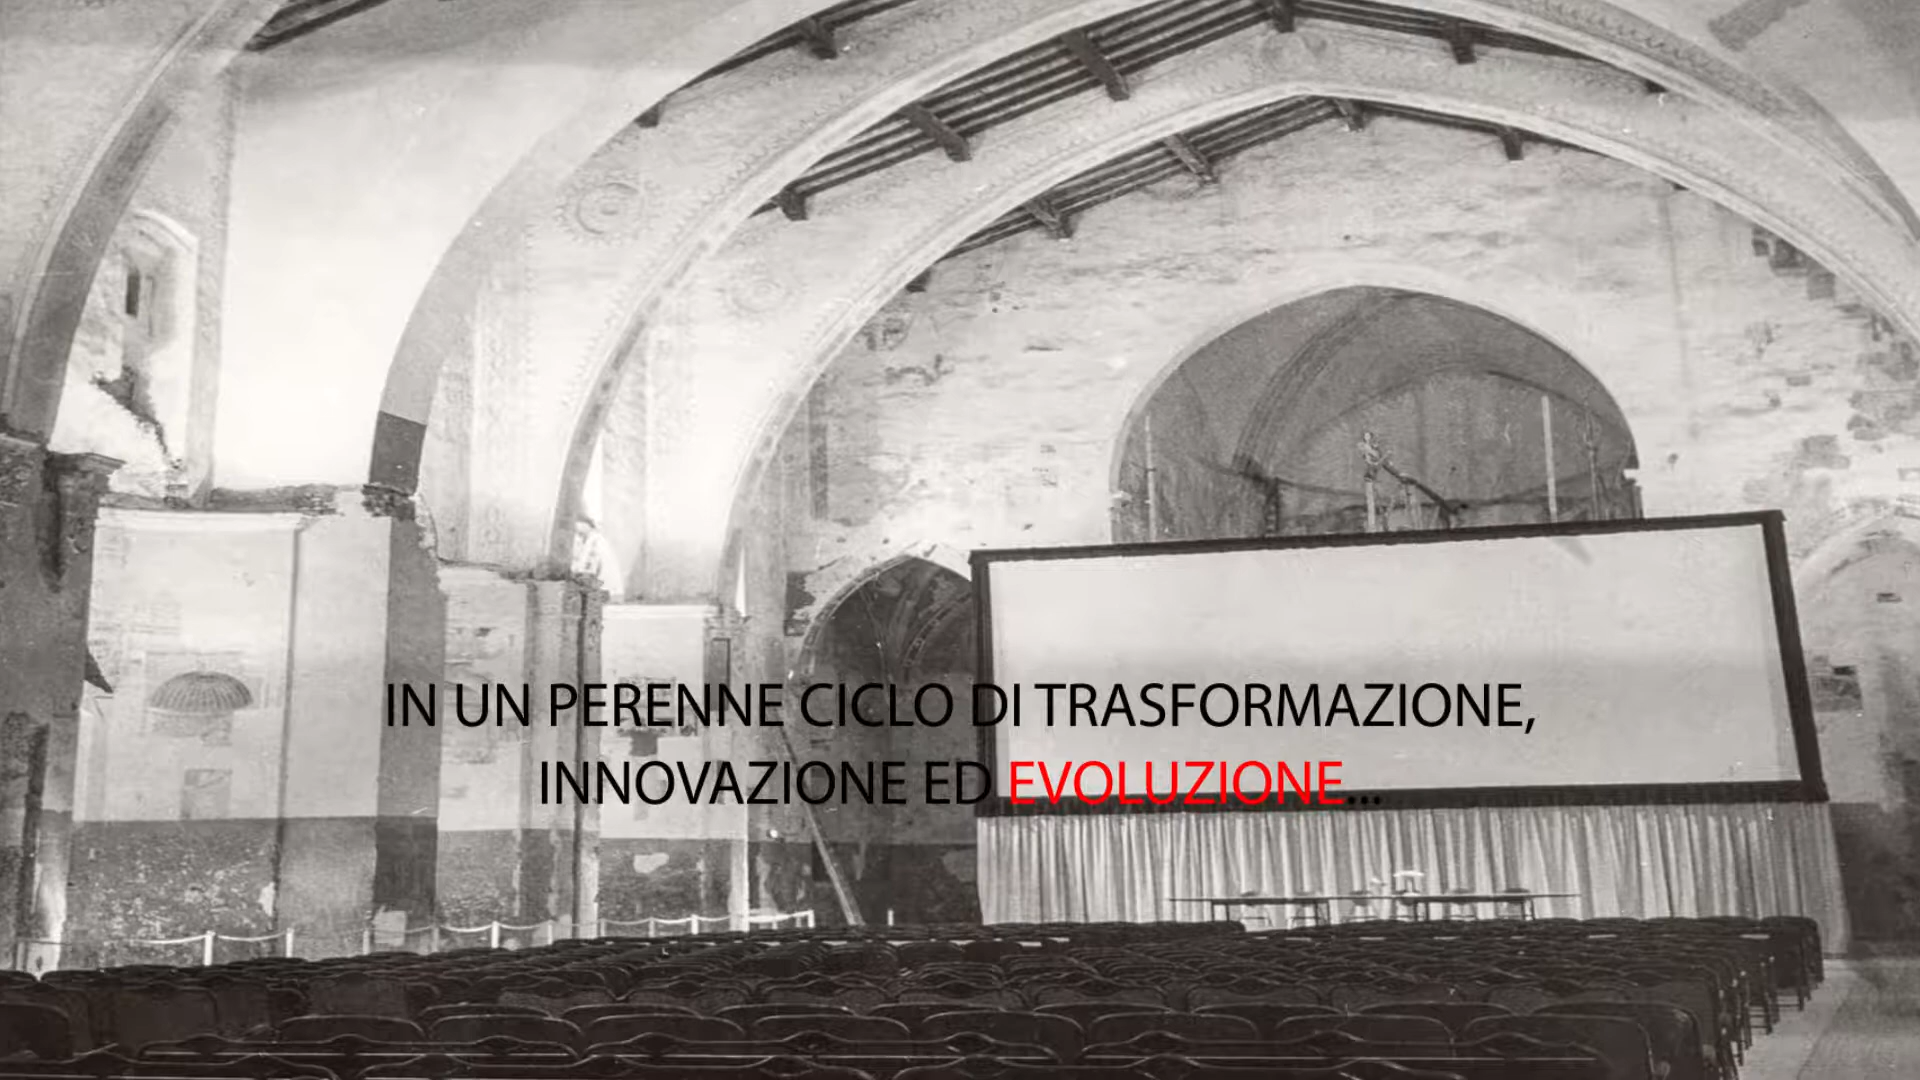 IN UN PERENNE CICLO DI TRASFORMAZIONE,
INNOVAZIONE ED EVOLUZIONE...